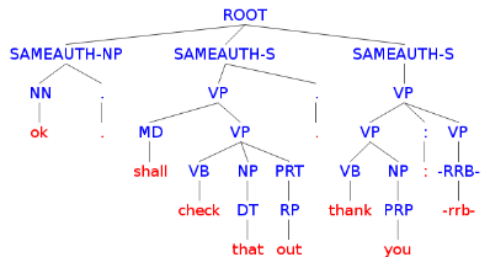 ROOT
SAMEAUTH-NP SAMEAUTH-S SAMEAUTH-S
NN . VP . VP
ok . MD VP . VP : VP
shall VB NP PRT VB NP : -RRB-
check DT RP thank PRP -rrb-
that out you